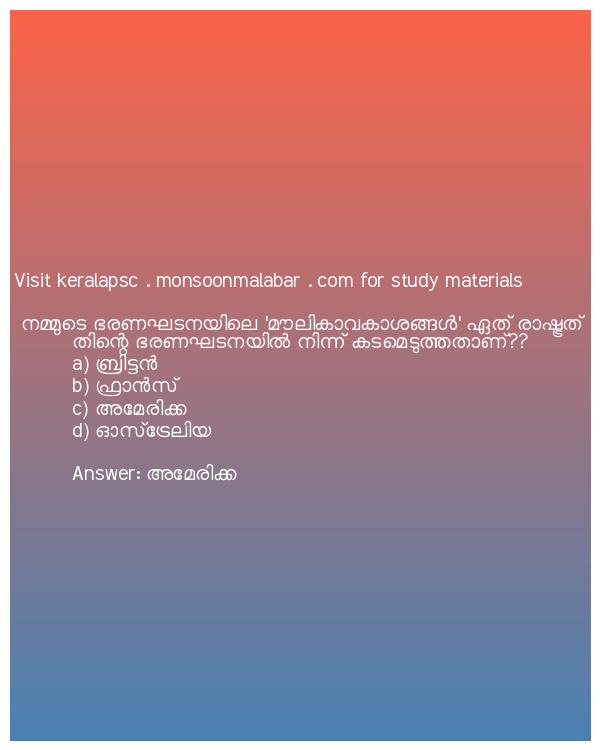 Visit keralapsc . monsoonmalabar . com for study materials
നമ്മുടെ ഭരണഘടനയിലെ 'മൗലികാവകാശങ്ങൾ' ഏത് രാഷ്ട്രത്
തിന്റെ ഭരണഘടനയിൽ നിന്ന് കടമെടുത്തതാണ്??
a) ബ്രിട്ടൻ
b) ഫ്രാൻസ്
c) അമേരിക്ക
d) ഓസ്ട്രേലിയ
Answer: അമേരിക്ക